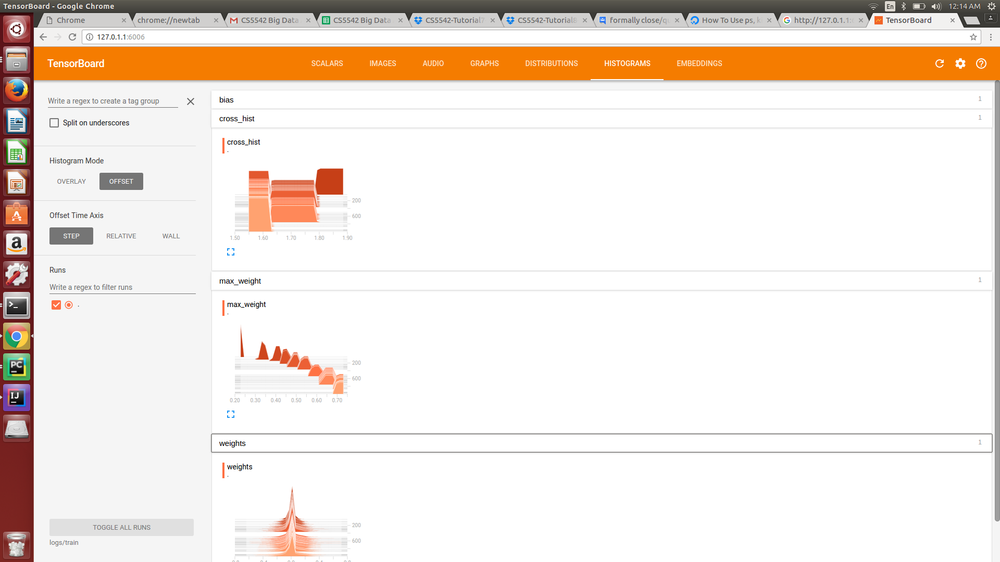 TensorBoard - Google Chrome
En
12:14 AM
Chrome
chrome://newtab
CS5542 Big Data
CS5542 Big Data
CS5542-Tutorial7
CS5542-Tutorial8
formally close/qu
How To Use ps, ki
http://127.0.1.1:6
TensorBoard
127.0.1.1:6006
TensorBoard
SCALARS
IMAGES
AUDIO
GRAPHS
DISTRIBUTIONS
HISTOGRAMS
EMBEDDINGS
Write a regex to create a tag group
Split on underscores
Histogram Mode
OVERLAY
OFFSET
Offset Time Axis
STEP
RELATIVE
WALL
Runs
Write a regex to filter runs
.
TOGGLE ALL RUNS
logs/train
bias
1
cross_hist
1
cross_hist
.
200
600
1.50 1.60 1.70 1.80 1.90
max_weight
1
max_weight
.
200
600
0.20 0.30 0.40 0.50 0.60 0.70
weights
1
weights
.
200
600
PC
IJ
a